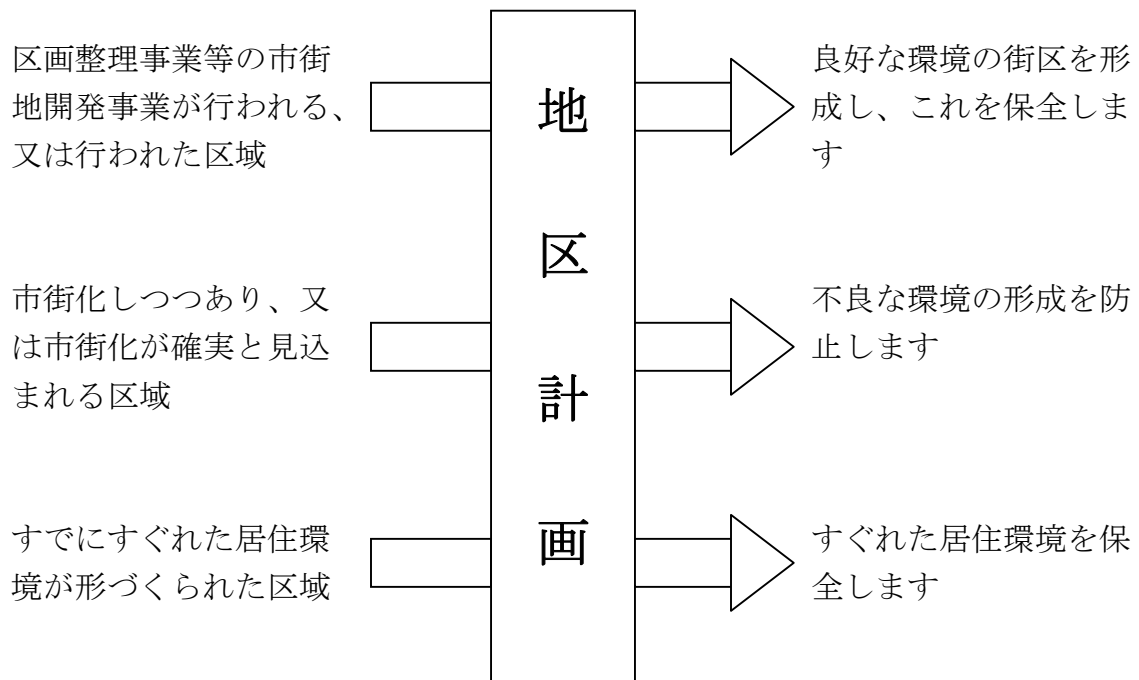 区画整理事業等の市街
地開発事業が行われる、
又は行われた区域
市街化しつつあり、又
は市街化が確実と見込
まれる区域
すでにすぐれた居住環
境が形づくられた区域
地
区
計
画
良好な環境の街区を形
成し、これを保全しま
す
不良な環境の形成を防
止します
すぐれた居住環境を保
全します